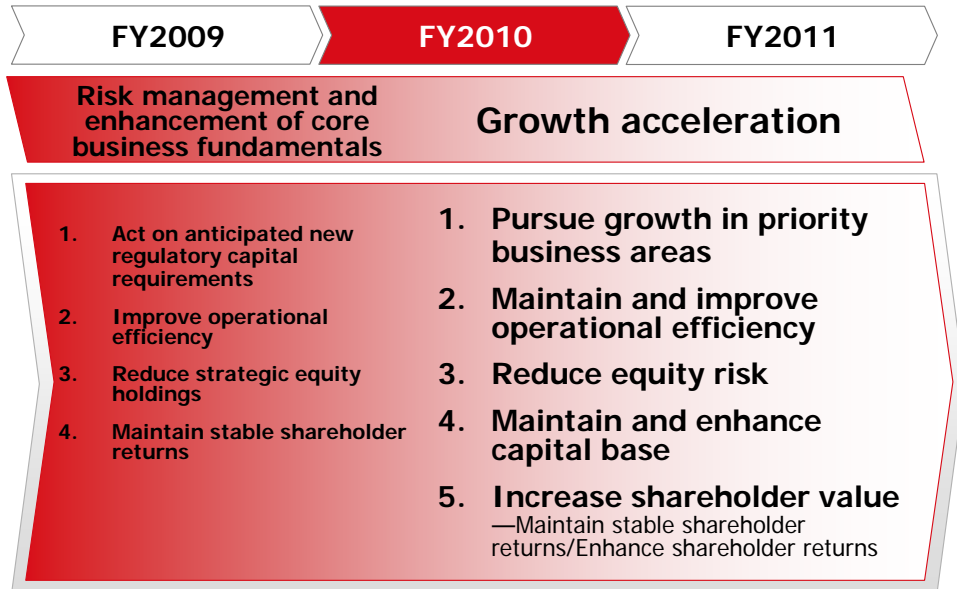 FY2009
FY2010
FY2011
Risk management and
enhancement of core
business fundamentals
Growth acceleration
1. Act on anticipated new
regulatory capital
requirements
2. Improve operational
efficiency
3. Reduce strategic equity
holdings
4. Maintain stable shareholder
returns
1. Pursue growth in priority
business areas
2. Maintain and improve
operational efficiency
3. Reduce equity risk
4. Maintain and enhance
capital base
5. Increase shareholder value
—Maintain stable shareholder
returns/Enhance shareholder returns